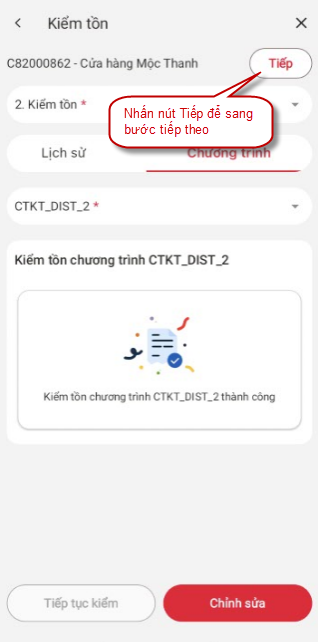 Kiểm tồn
C82000862 - Cửa hàng Mộc Thanh
Tiếp
2. Kiểm tồn *
Nhấn nút Tiếp để sang
bước tiếp theo
Lịch sử
Chương trình
CTKT_DIST_2 *
Kiểm tồn chương trình CTKT_DIST_2
Kiểm tồn chương trình CTKT_DIST_2 thành công
Tiếp tục kiểm
Chỉnh sửa